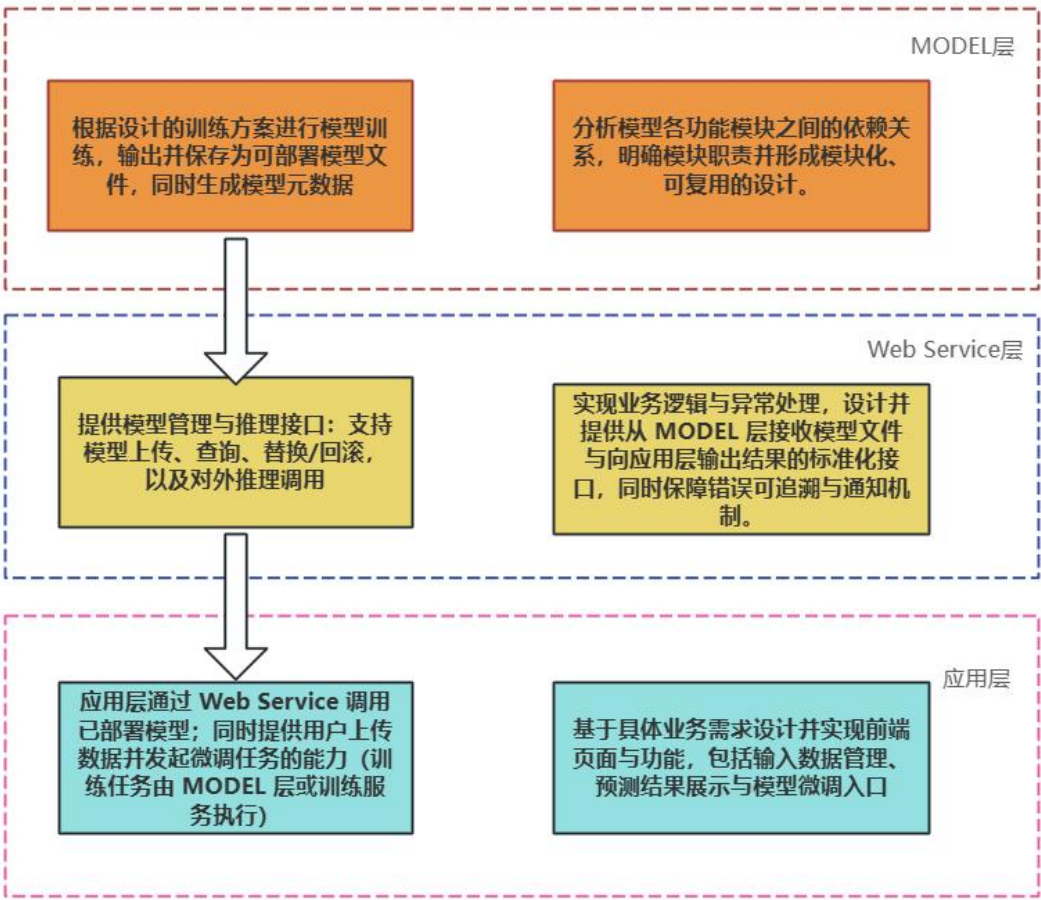 MODEL层
根据设计的训练方案进行模型训
练，输出并保存为可部署模型文
件，同时生成模型元数据
分析模型各功能模块之间的依赖关
系，明确模块职责并形成模块化、
可复用的设计。
Web Service层
提供模型管理与推理接口：支持
模型上传、查询、替换/回滚，
以及对外推理调用
实现业务逻辑与异常处理，设计并
提供从 MODEL 层接收模型文件
与向应用层输出结果的标准化接
口，同时保障错误可追溯与通知机
制。
应用层
应用层通过 Web Service 调用
已部署模型；同时提供用户上传
数据并发起微调任务的能力（训
练任务由 MODEL 层或训练服
务执行）
基于具体业务需求设计并实现前端
页面与功能，包括输入数据管理、
预测结果展示与模型微调入口